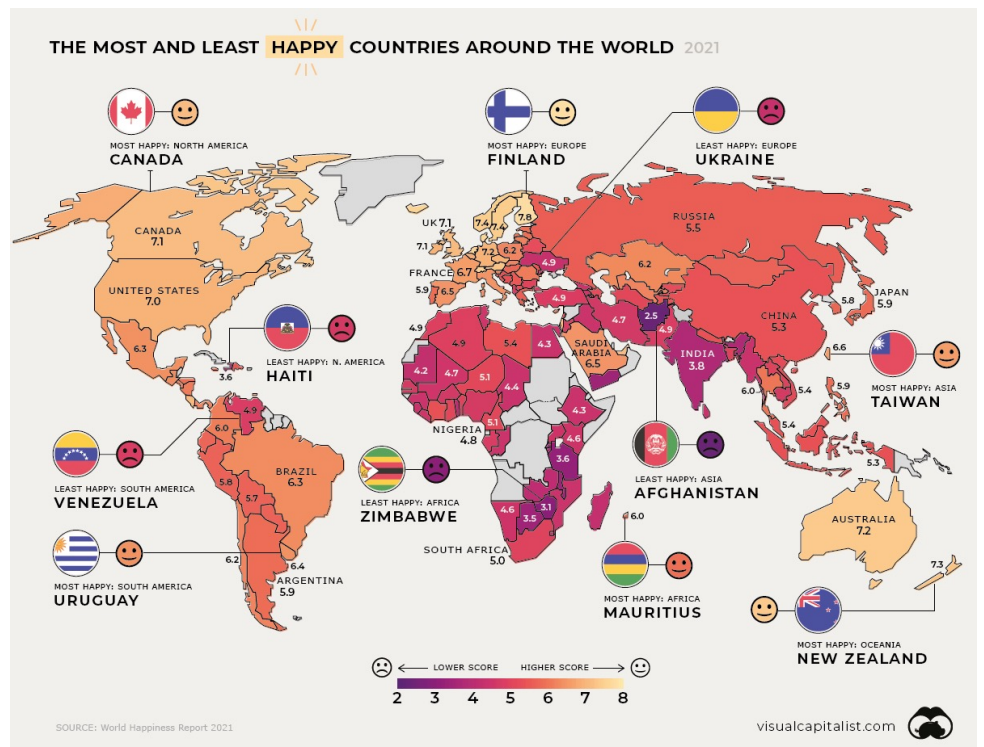 THE MOST AND LEAST HAPPY COUNTRIES AROUND THE WORLD 2021
MOST HAPPY: NORTH AMERICA
CANADA
MOST HAPPY: EUROPE
FINLAND
LEAST HAPPY: EUROPE
UKRAINE
CANADA
7.1
UNITED STATES
7.0
6.3
LEAST HAPPY: N. AMERICA
HAITI
3.6
UK 7.1
7.1
7.4
7.4
7.8
7.2
6.2
FRANCE 6.7
5.9
6.5
4.9
4.9
RUSSIA
5.5
6.2
4.7
2.5
4.9
CHINA
5.3
5.8
JAPAN
5.9
6.6
MOST HAPPY: ASIA
TAIWAN
INDIA
3.8
SAUDI
ARABIA
6.5
4.9
4.9
5.4
4.3
4.2
4.7
5.1
4.4
5.1
NIGERIA
4.8
4.3
4.6
3.6
6.0
5.4
5.9
5.4
5.3
LEAST HAPPY: ASIA
AFGHANISTAN
LEAST HAPPY: SOUTH AMERICA
VENEZUELA
4.9
6.0
BRAZIL
6.3
5.8
5.7
6.2
6.4
ARGENTINA
5.9
MOST HAPPY: SOUTH AMERICA
URUGUAY
LEAST HAPPY: AFRICA
ZIMBABWE
4.6
3.5
3.1
SOUTH AFRICA
5.0
6.0
MOST HAPPY: AFRICA
MAURITIUS
AUSTRALIA
7.2
7.3
MOST HAPPY: OCEANIA
NEW ZEALAND
LOWER SCORE HIGHER SCORE
2 3 4 5 6 7 8
SOURCE: World Happiness Report 2021
visualcapitalist.com